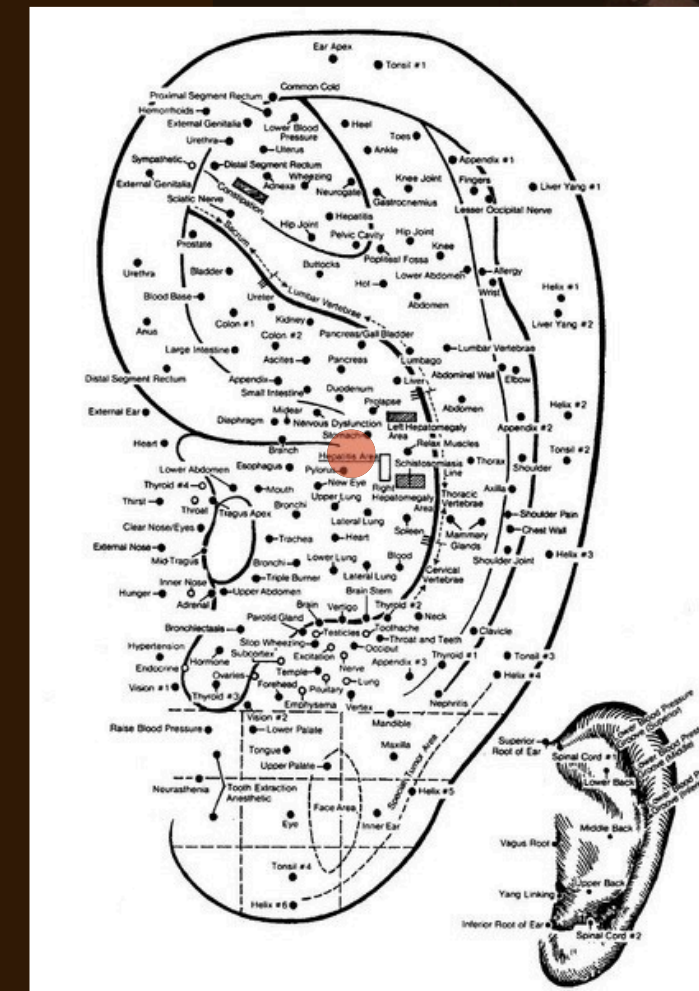 Ear Apex
Tonsil #1
Common Cold
Proximal Segment Rectum
Hemorrhoids
External Genitalia
Lower Blood
Pressure
Heel
Toes
Urethra
Uterus
Ankle
Appendix #1
Sympathetic
Distal Segment Rectum
Wheezing
Adnexa
Knee Joint
Fingers
Liver Yang #1
External Genitalia
Constipation
Neurogate
Gastrocnemius
Sciatic Nerve
Lesser Occipital Nerve
Hepatitis
Sacrum
Hip Joint
Pelvic Cavity
Hip Joint
Prostate
Knee
Popliteal Fossa
Buttocks
Urethra
Bladder
Lower Abdomen
Allergy
Hot
Wrist
Helix #1
Blood Base
Ureter
Lumbar Vertebrae
Abdomen
Colon #1
Kidney
Liver Yang #2
Anus
Colon #2
Pancreas/Gall Bladder
Large Intestine
Lumbar Vertebrae
Ascites
Pancreas
Lumbago
Abdominal Wall
Distal Segment Rectum
Appendix
Liver
Elbow
Small Intestine
Duodenum
Prolapse
Abdomen
Helix #2
External Ear
Midear
Diaphragm
Nervous Dysfunction
Left Hepatomegaly
Area
Appendix #2
Stomach
Heart
Branch
Relax Muscles
Hepatitis Area
Tonsil #2
Lower Abdomen
Esophagus
Pylorus
Schistosomiasis
Line
Thorax
Shoulder
Thyroid #4
New Eye
Right
Hepatomegaly
Area
Mouth
Upper Lung
Thoracic
Vertebrae
Axilla
Thirst
Throat
Tragus Apex
Bronchi
Lateral Lung
Shoulder Pain
Clear Nose/Eyes
Spleen
Mammary
Glands
Chest Wall
Trachea
Heart
External Nose
Mid-Tragus
Lower Lung
Blood
Shoulder Joint
Helix #3
Bronchi
Lateral Lung
Cervical
Vertebrae
Inner Nose
Triple Burner
Hunger
Upper Abdomen
Brain Stem
Adrenal
Brain
Vertigo
Thyroid #2
Parotid Gland
Neck
Bronchiectasis
Testicles
Toothache
Clavicle
Stop Wheezing
Throat and Teeth
Hypertension
Occiput
Subcortex
Excitation
Thyroid #1
Tonsil #3
Hormone
Nerve
Endocrine
Temple
Appendix #3
Helix #4
Ovaries
Lung
Vision #1
Forehead
Pituitary
Thyroid #3
Emphysema
Vertex
Nephritis
Vision #2
Mandible
Raise Blood Pressure
Lower Palate
Tongue
Maxilla
Upper Palate
Special Tumor Area
Neurasthenia
Tooth Extraction
Anesthetic
Helix #5
Face Area
Eye
Inner Ear
Tonsil #4
Helix #6
Superior
Root of Ear
Spinal Cord #1
Lower Back
Middle Back
Vagus Root
Upper Back
Yang Linking
Inferior Root of Ear
Spinal Cord #2
Lower Blood Pressure
Groove (Superior)
Lower Blood
Groove (Middle
Lower Blood
Groove